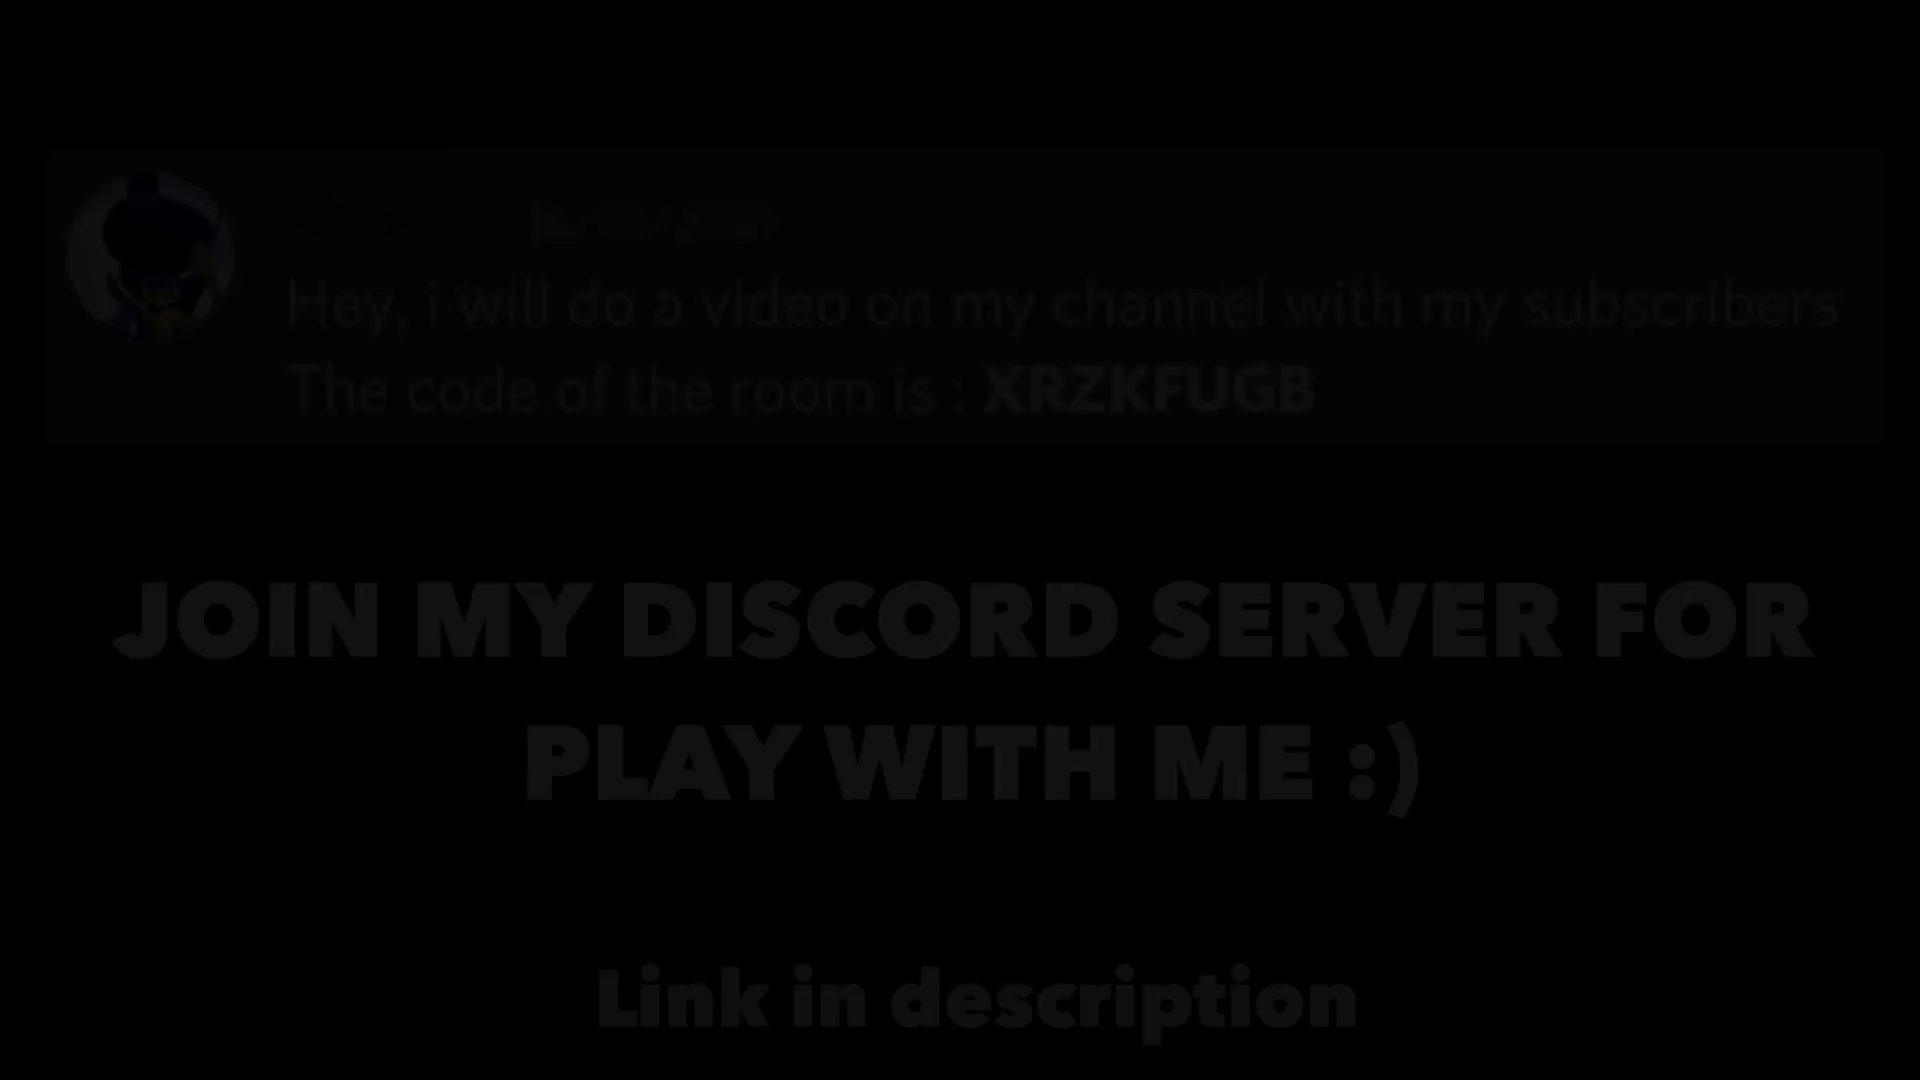 Hey, i will do a video on my channel with my subscribers
The code of the room is : XRZKFUGB
JOIN MY DISCORD SERVER FOR
PLAY WITH ME :)
Link in description